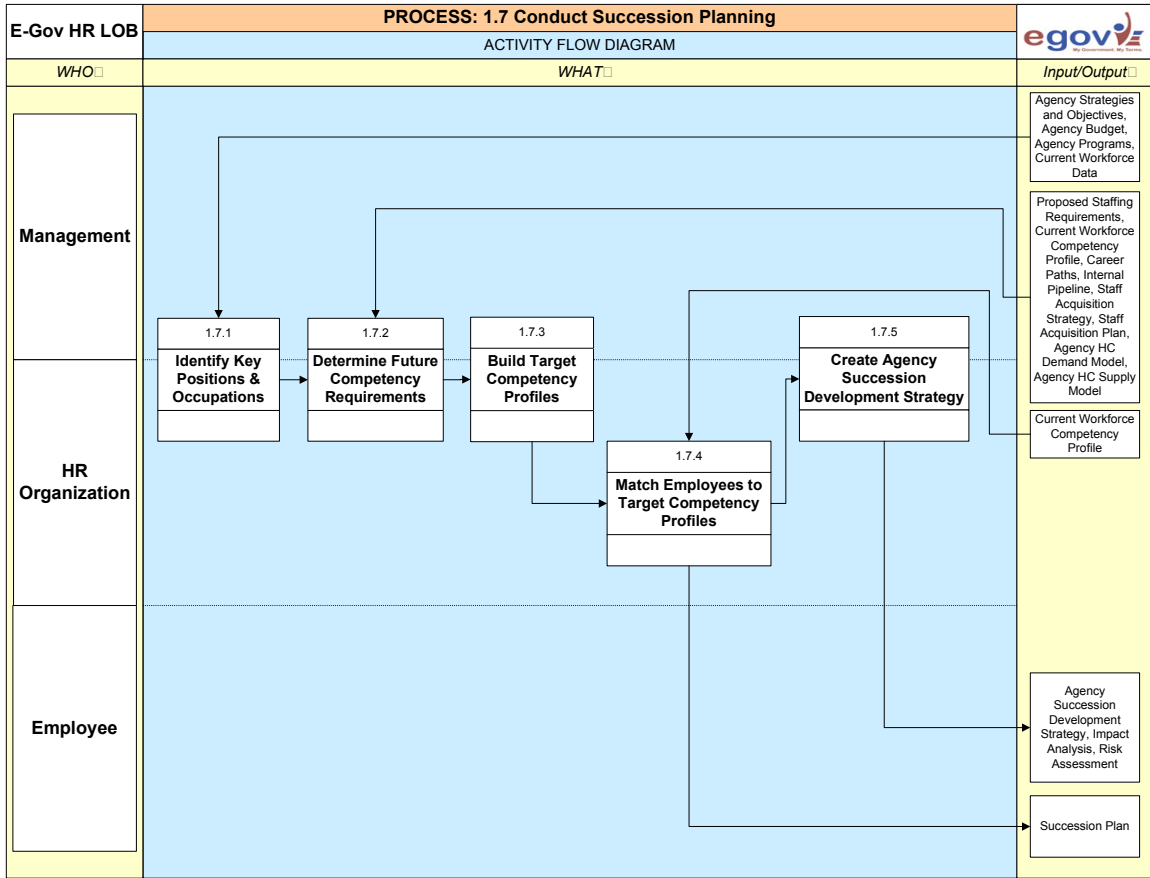 E-Gov HR LOB
PROCESS: 1.7 Conduct Succession Planning
ACTIVITY FLOW DIAGRAM
egov
My Government. My Terms.
WHO□
WHAT□
Input/Output□
Management
HR
Organization
Employee
1.7.1
Identify Key
Positions &
Occupations
1.7.2
Determine Future
Competency
Requirements
1.7.3
Build Target
Competency
Profiles
1.7.4
Match Employees to
Target Competency
Profiles
1.7.5
Create Agency
Succession
Development Strategy
Agency Strategies
and Objectives,
Agency Budget,
Agency Programs,
Current Workforce
Data
Proposed Staffing
Requirements,
Current Workforce
Competency
Profile, Career
Paths, Internal
Pipeline, Staff
Acquisition
Strategy, Staff
Acquisition Plan,
Agency HC
Demand Model,
Agency HC Supply
Model
Current Workforce
Competency
Profile
Agency
Succession
Development
Strategy, Impact
Analysis, Risk
Assessment
Succession Plan